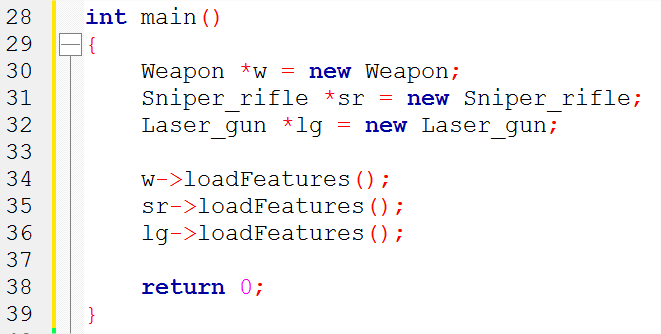 28 int main()
29 {
30     Weapon *w = new Weapon;
31     Sniper_rifle *sr = new Sniper_rifle;
32     Laser_gun *lg = new Laser_gun;
33
34     w->loadFeatures();
35     sr->loadFeatures();
36     lg->loadFeatures();
37
38     return 0;
39 }